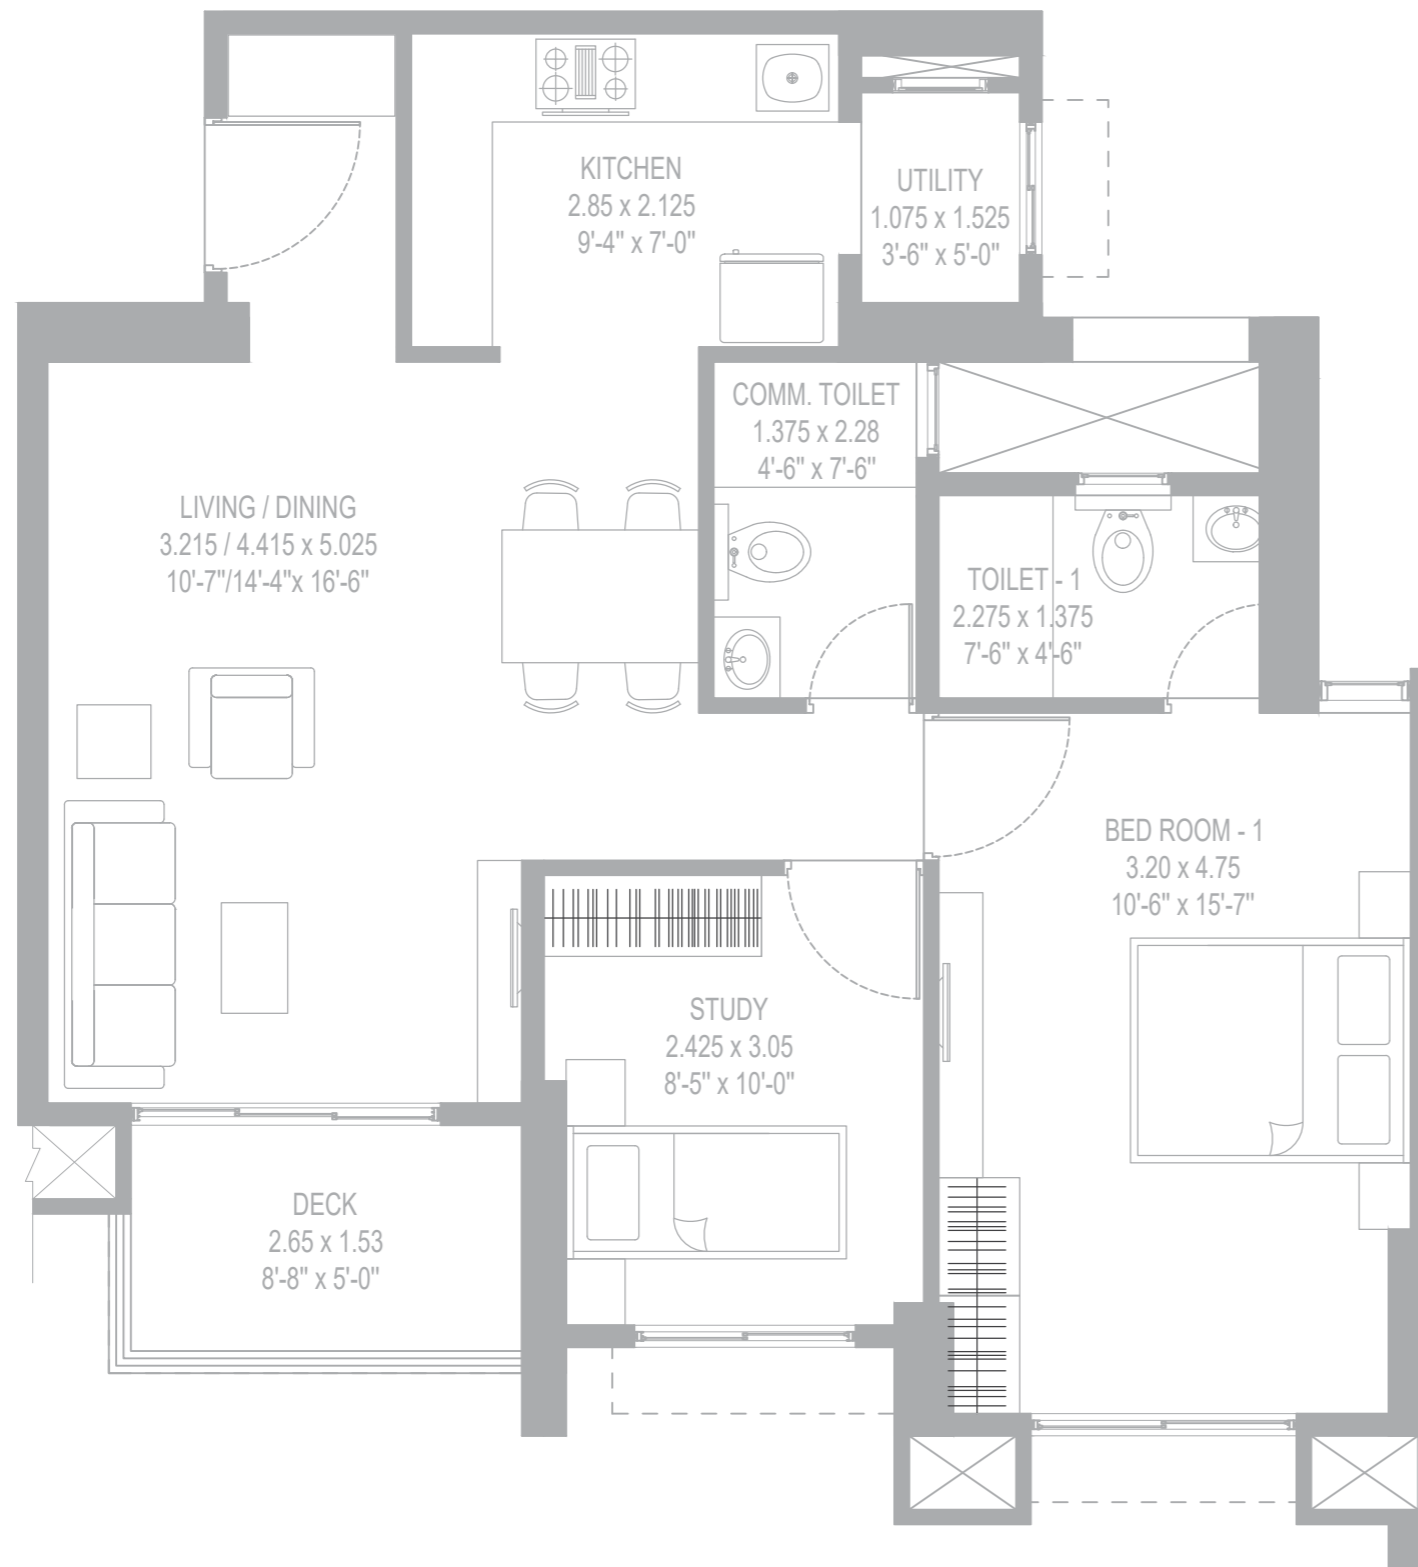 KITCHEN
2.85 x 2.125
9'-4" x 7'-0"
UTILITY
1.075 x 1.525
3'-6" x 5'-0"
COMM. TOILET
1.375 x 2.28
4'-6" x 7'-6"
LIVING / DINING
3.215 / 4.415 x 5.025
10'-7"/14'-4"x 16'-6"
TOILET - 1
2.275 x 1.375
7'-6" x 4'-6"
BED ROOM - 1
3.20 x 4.75
10'-6" x 15'-7"
STUDY
2.425 x 3.05
8'-5" x 10'-0"
DECK
2.65 x 1.53
8'-8" x 5'-0"